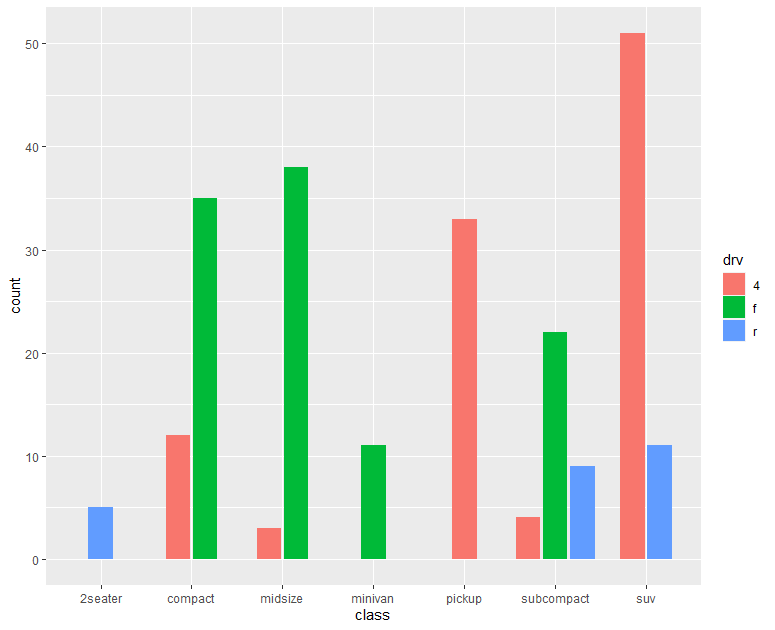 50
40
30
20
10
0
count
2seater compact midsize minivan pickup subcompact suv
class
drv
4
f
r